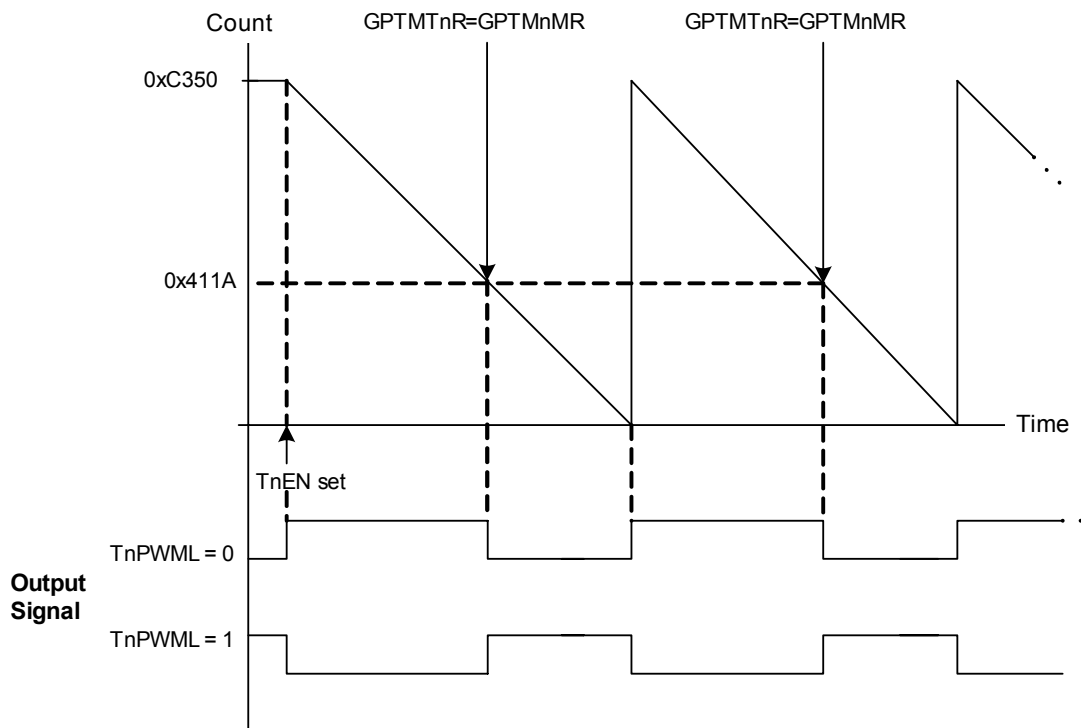 Count
GPTMTnR=GPTMnMR
GPTMTnR=GPTMnMR
0xC350
0x411A
Time
TnEN set
TnPWML = 0
Output
Signal
TnPWML = 1